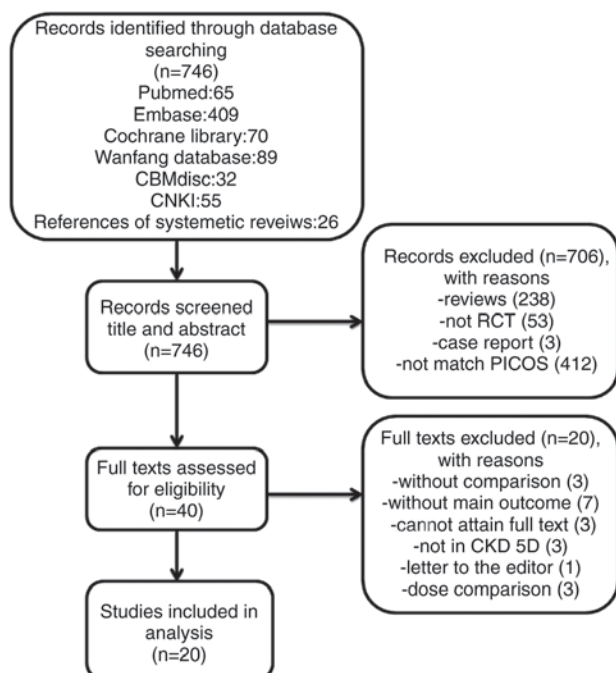 Records identified through database
searching
(n=746)
Pubmed:65
Embase:409
Cochrane library:70
Wanfang database:89
CBMdisc:32
CNKI:55
References of systemetic reveiws:26
Records excluded (n=706),
with reasons
-reviews (238)
-not RCT (53)
-case report (3)
-not match PICOS (412)
Records screened
title and abstract
(n=746)
Full texts assessed
for eligibility
(n=40)
Full texts excluded (n=20),
with reasons
-without comparison (3)
-without main outcome (7)
-cannot attain full text (3)
-not in CKD 5D (3)
-letter to the editor (1)
-dose comparison (3)
Studies included in
analysis
(n=20)